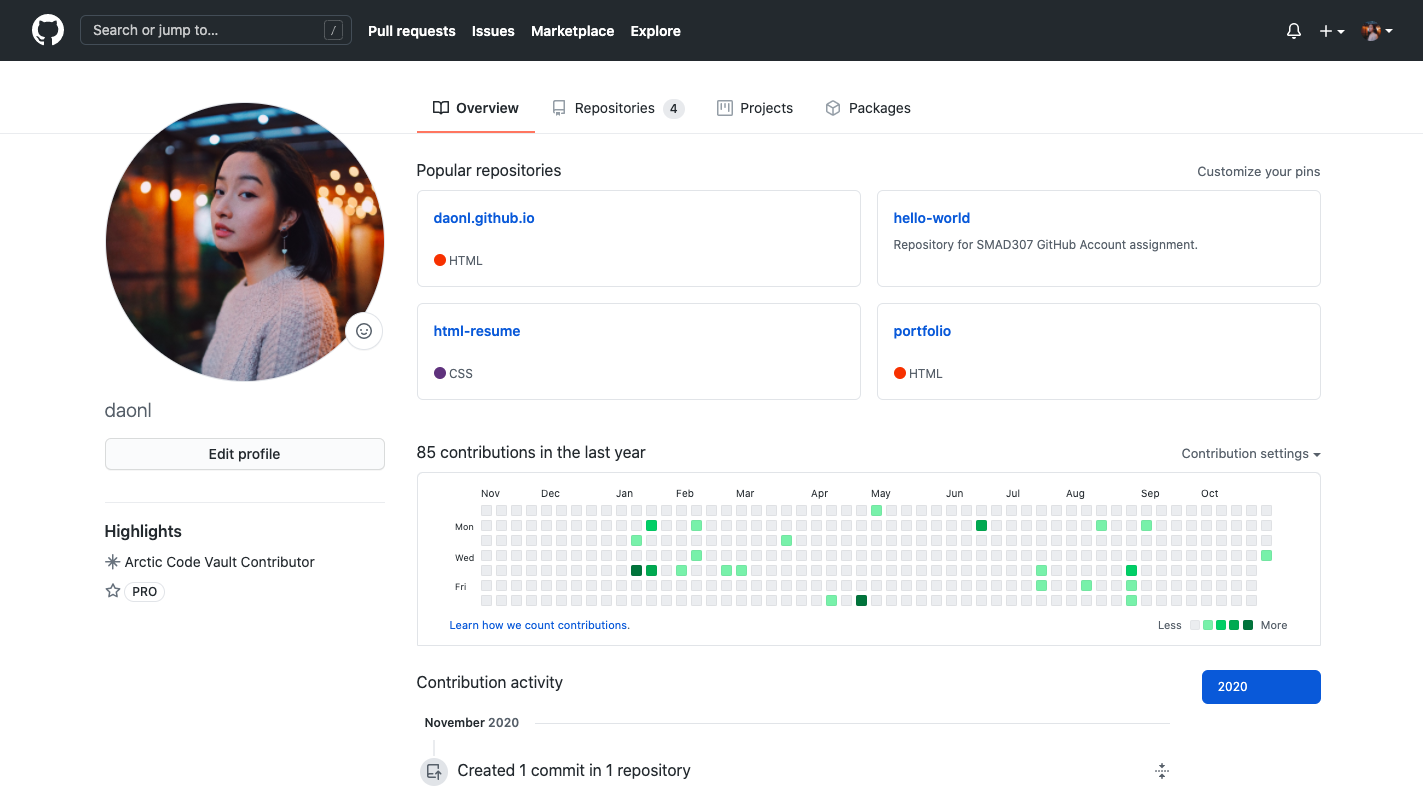 Search or jump to... /
Pull requests Issues Marketplace Explore
Overview Repositories 4 Projects Packages
daonl
Edit profile
Highlights
Arctic Code Vault Contributor
PRO
Popular repositories Customize your pins
daonl.github.io
HTML
hello-world
Repository for SMAD307 GitHub Account assignment.
html-resume
CSS
portfolio
HTML
85 contributions in the last year Contribution settings
Nov Dec Jan Feb Mar Apr May Jun Jul Aug Sep Oct
Mon
Wed
Fri
Learn how we count contributions. Less More
Contribution activity 2020
November 2020
Created 1 commit in 1 repository